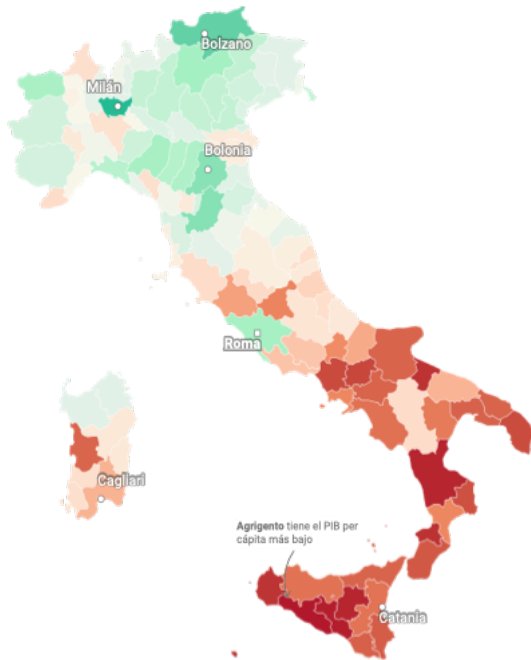 Bolzano
Milán
Bolonia
Roma
Cagliari
Agrigento tiene el PIB per
cápita más bajo
Catania